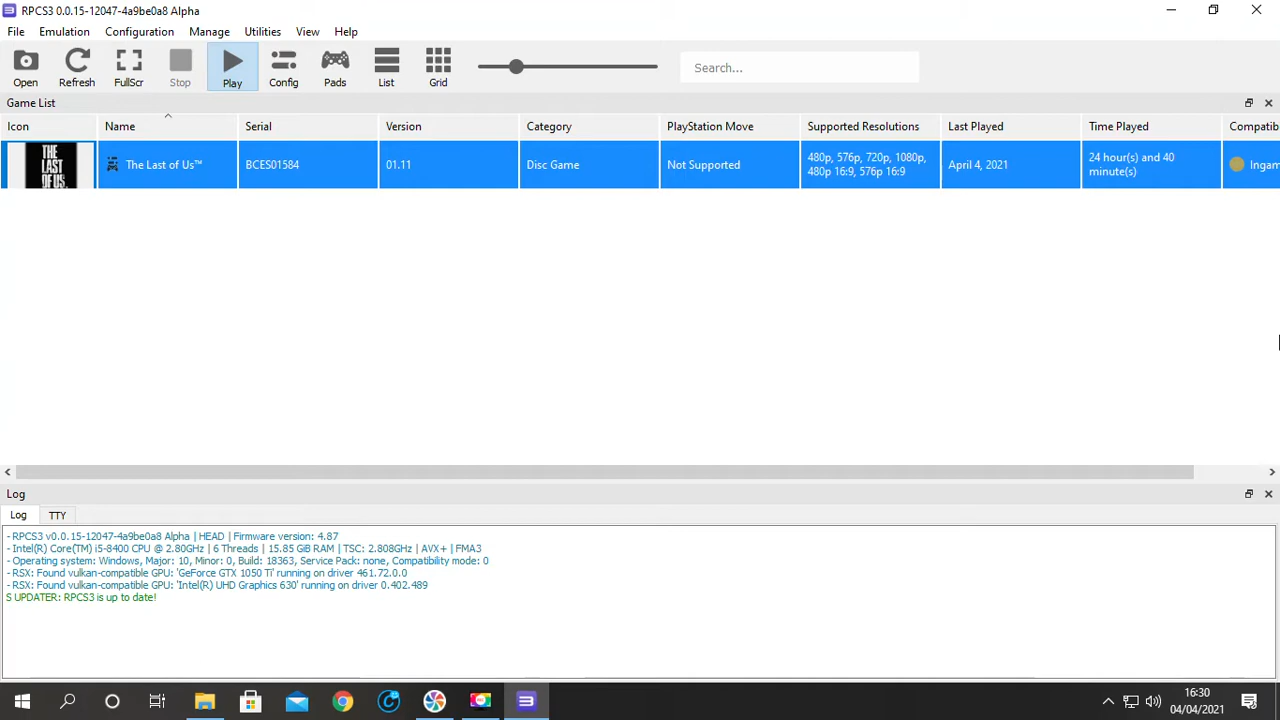 RPCS3 0.0.15-12047-4a9be0a8 Alpha
File Emulation Configuration Manage Utilities View Help
Open Refresh FullScr Stop Play Config Pads List Grid Search...
Game List
Icon Name Serial Version Category PlayStation Move Supported Resolutions Last Played Time Played Compatib
THE
LAST
OF US
The Last of Us™ BCES01584 01.11 Disc Game Not Supported 480p, 576p, 720p, 1080p, 480p 16:9, 576p 16:9 April 4, 2021 24 hour(s) and 40 minute(s) Ingam
Log
Log TTY
- RPCS3 v0.0.15-12047-4a9be0a8 Alpha | HEAD | Firmware version: 4.87
- Intel(R) Core(TM) i5-8400 CPU @ 2.80GHz | 6 Threads | 15.85 GiB RAM | TSC: 2.808GHz | AVX+ | FMA3
- Operating system: Windows, Major: 10, Minor: 0, Build: 18363, Service Pack: none, Compatibility mode: 0
- RSX: Found vulkan-compatible GPU: 'GeForce GTX 1050 Ti' running on driver 461.72.0.0
- RSX: Found vulkan-compatible GPU: 'Intel(R) UHD Graphics 630' running on driver 0.402.489
S UPDATER: RPCS3 is up to date!
16:30
04/04/2021